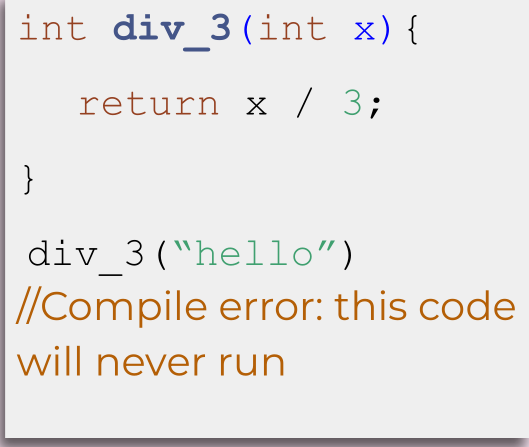 int div_3(int x){
return x / 3;
}
div_3(“hello”)
//Compile error: this code
will never run